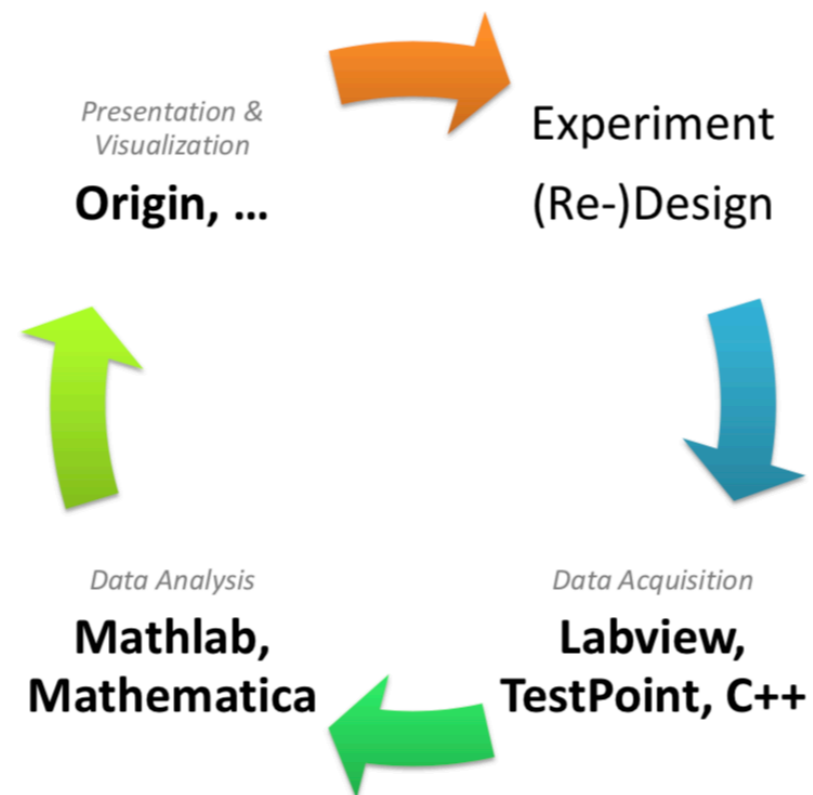 Presentation &
Visualization
Origin, ...
Experiment
(Re-)Design
Data Analysis
Mathlab,
Mathematica
Data Acquisition
Labview,
TestPoint, C++